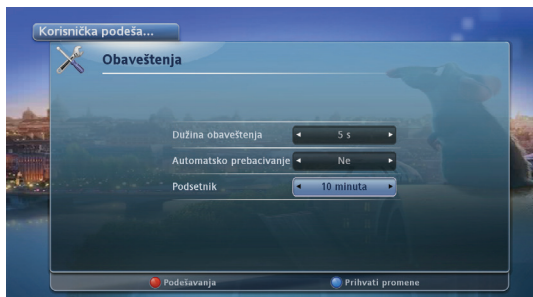 Korisnička podeša...
Obaveštenja
Dužina obaveštenja 5 s
Automatsko prebacivanje Ne
Podsetnik 10 minuta
Podešavanja Prihvati promene